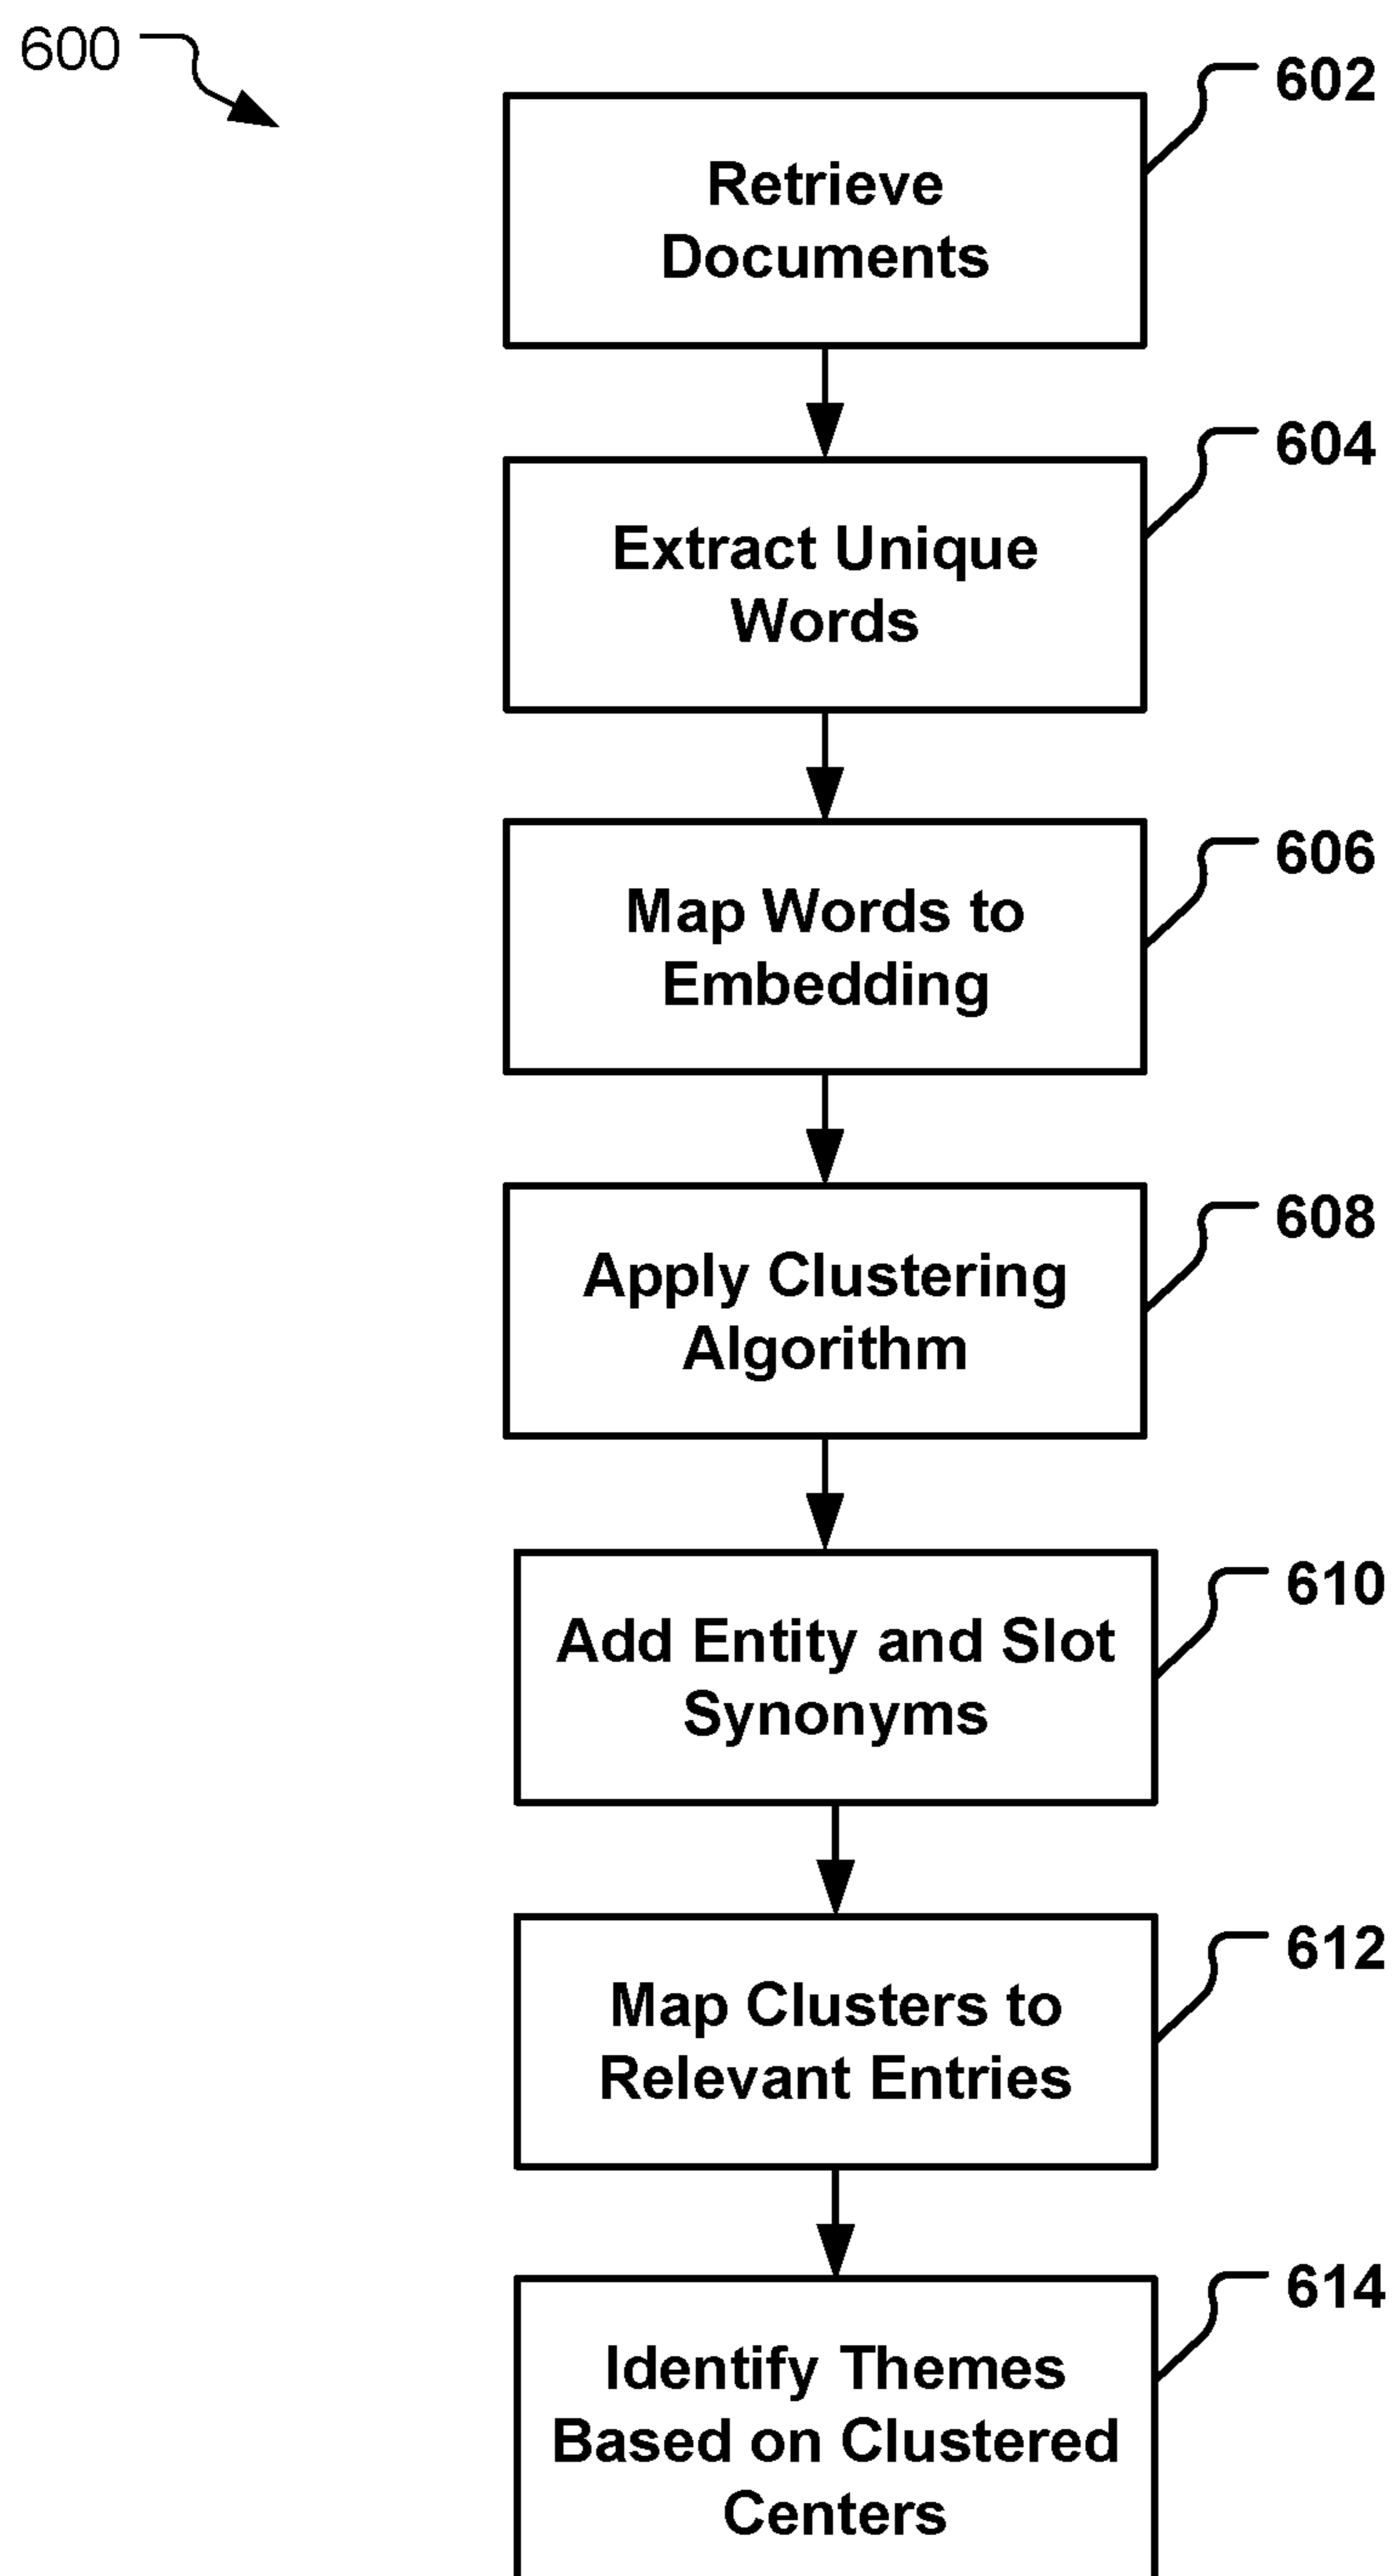 600
602
Retrieve
Documents
604
Extract Unique
Words
606
Map Words to
Embedding
608
Apply Clustering
Algorithm
610
Add Entity and Slot
Synonyms
612
Map Clusters to
Relevant Entries
614
Identify Themes
Based on Clustered
Centers